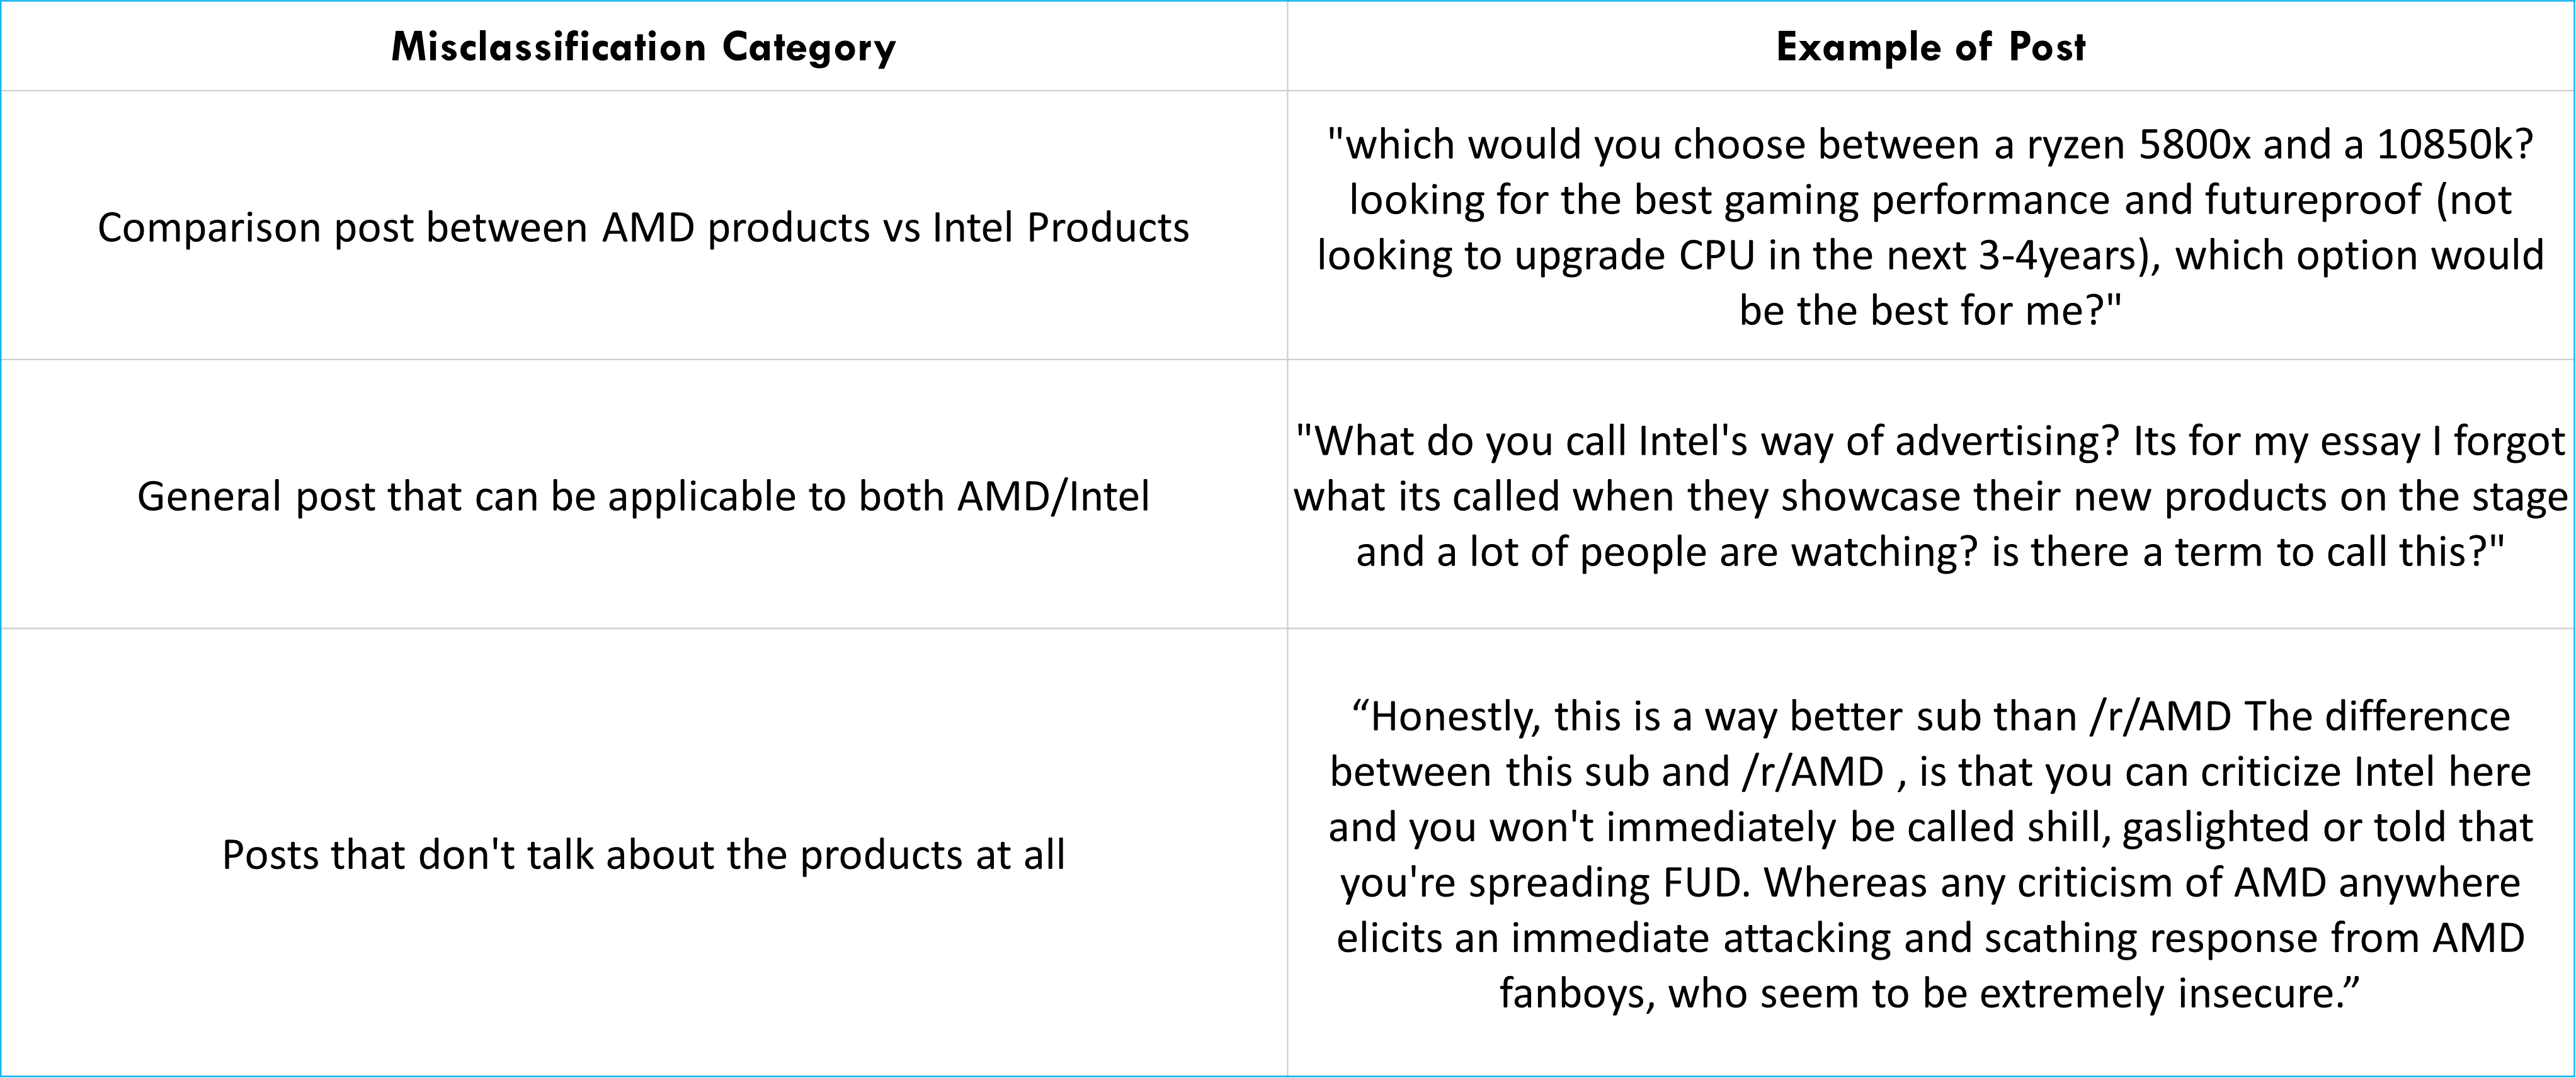 Misclassification Category
Example of Post
Comparison post between AMD products vs Intel Products
"which would you choose between a ryzen 5800x and a 10850k?
looking for the best gaming performance and futureproof (not
looking to upgrade CPU in the next 3-4years), which option would
be the best for me?"
General post that can be applicable to both AMD/Intel
"What do you call Intel's way of advertising? Its for my essay I forgot
what its called when they showcase their new products on the stage
and a lot of people are watching? is there a term to call this?"
Posts that don't talk about the products at all
“Honestly, this is a way better sub than /r/AMD The difference
between this sub and /r/AMD , is that you can criticize Intel here
and you won't immediately be called shill, gaslighted or told that
you're spreading FUD. Whereas any criticism of AMD anywhere
elicits an immediate attacking and scathing response from AMD
fanboys, who seem to be extremely insecure.”